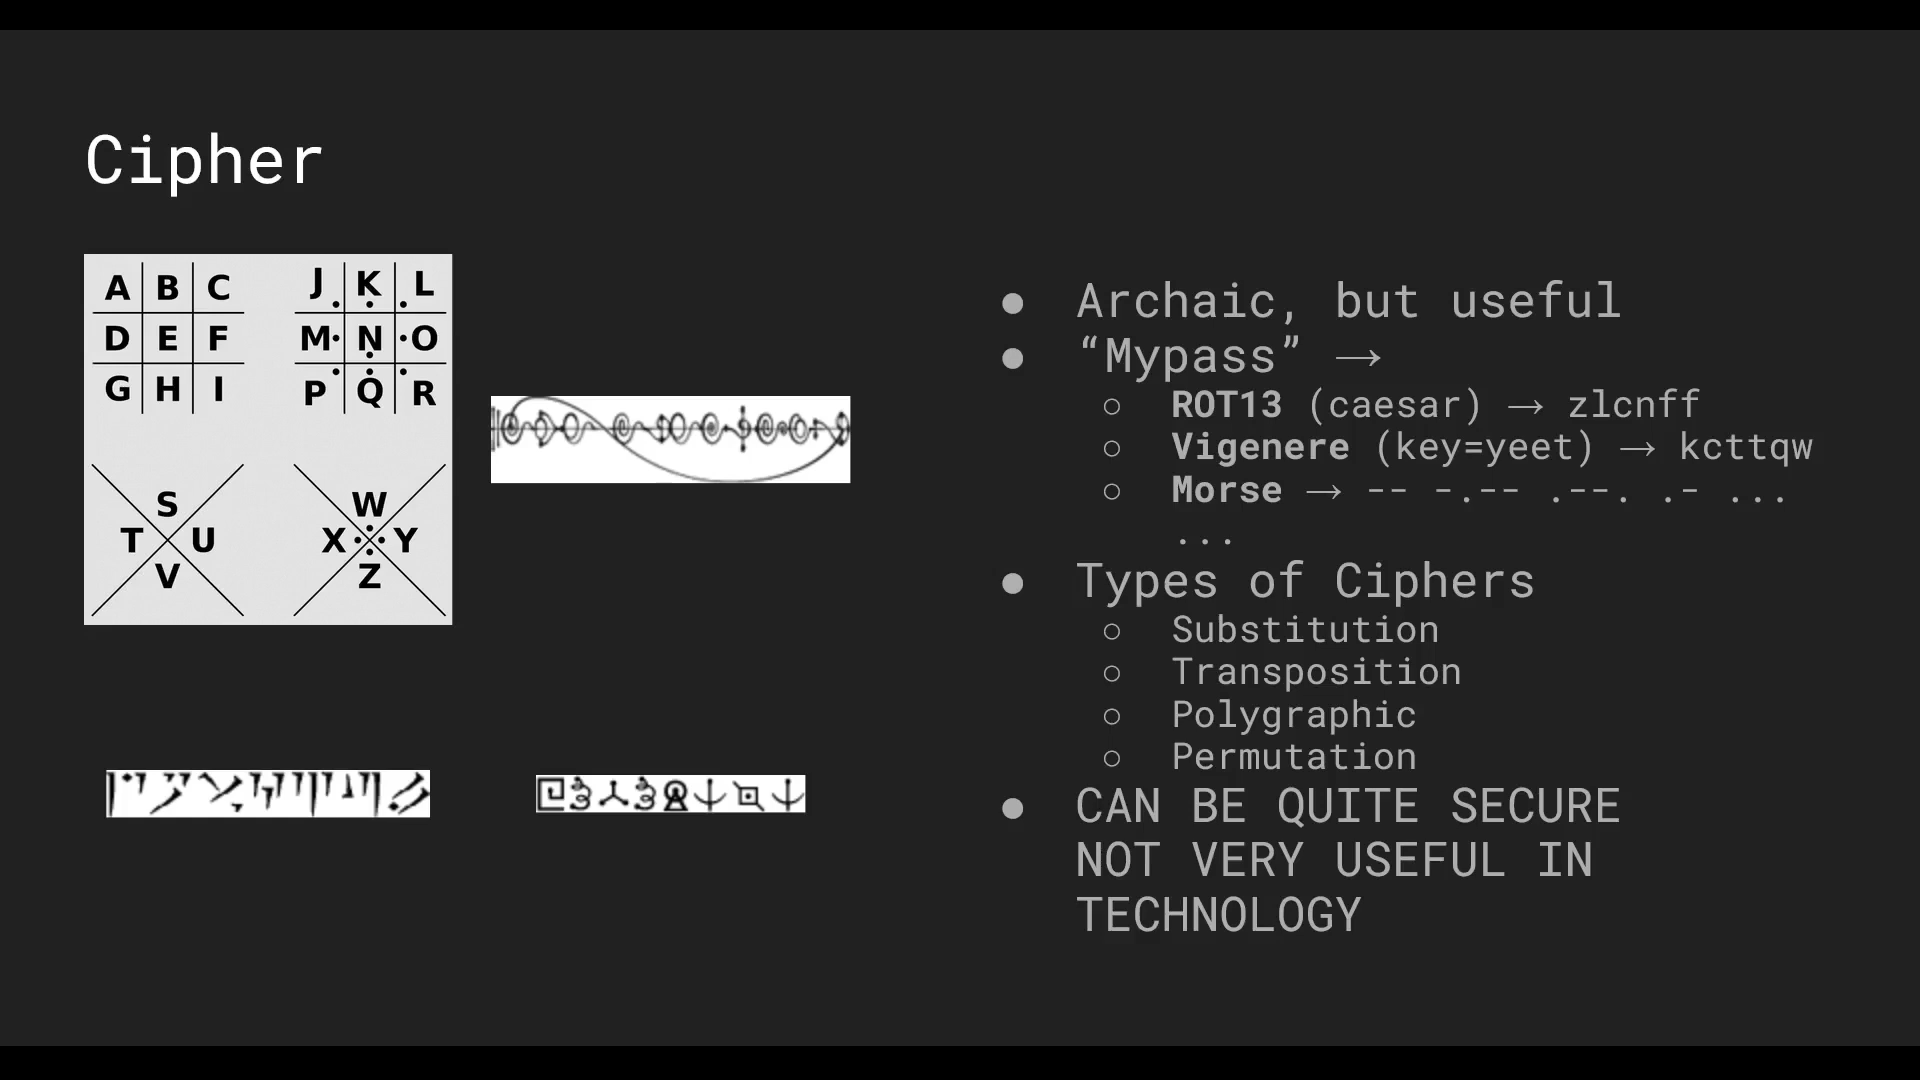 Cipher
A B C
D E F
G H I
J K L
M N O
P Q R
S
T U
V
W
X Y
Z
● Archaic, but useful
● “Mypass” →
○ ROT13 (caesar) → zlcnff
○ Vigenere (key=yeet) → kcttqw
○ Morse → -- -.-- .--. .- ...
...
● Types of Ciphers
○ Substitution
○ Transposition
○ Polygraphic
○ Permutation
● CAN BE QUITE SECURE
NOT VERY USEFUL IN
TECHNOLOGY